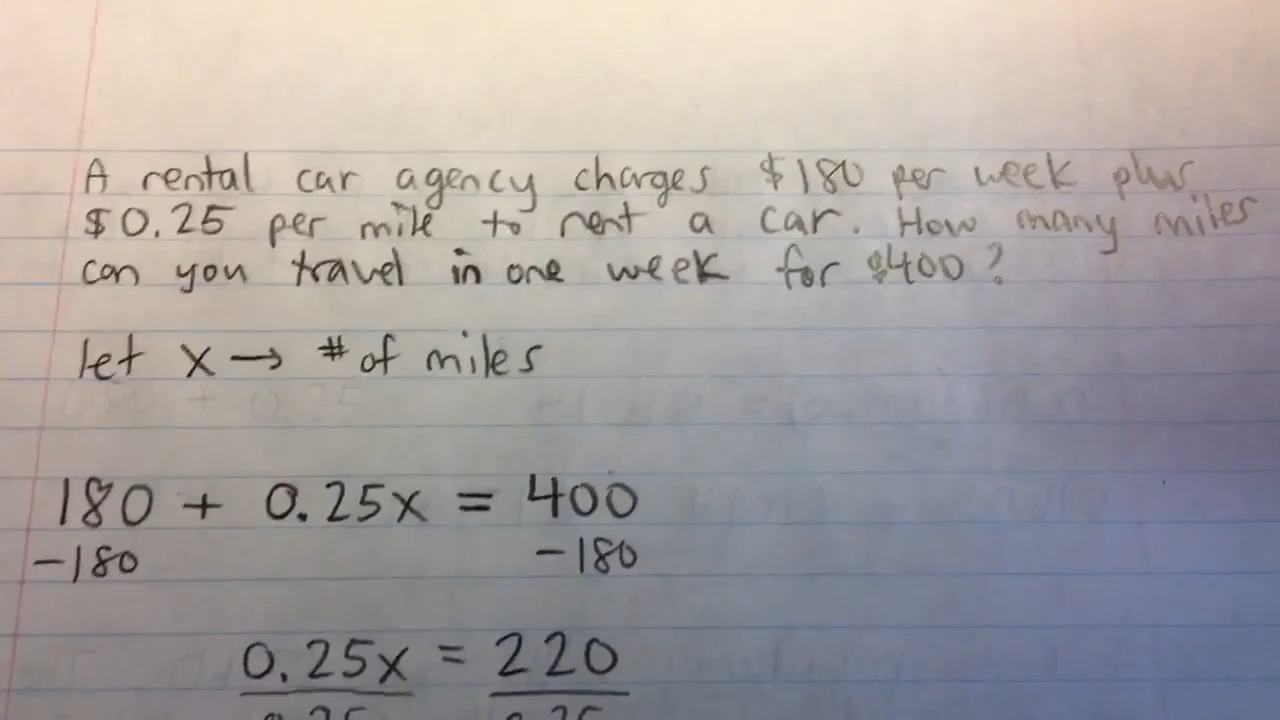 A rental car agency charges $180 per week plus
$0.25 per mile to rent a car. How many miles
can you travel in one week for $400?
let x → # of miles
180 + 0.25x = 400
-180 -180
0.25x = 220